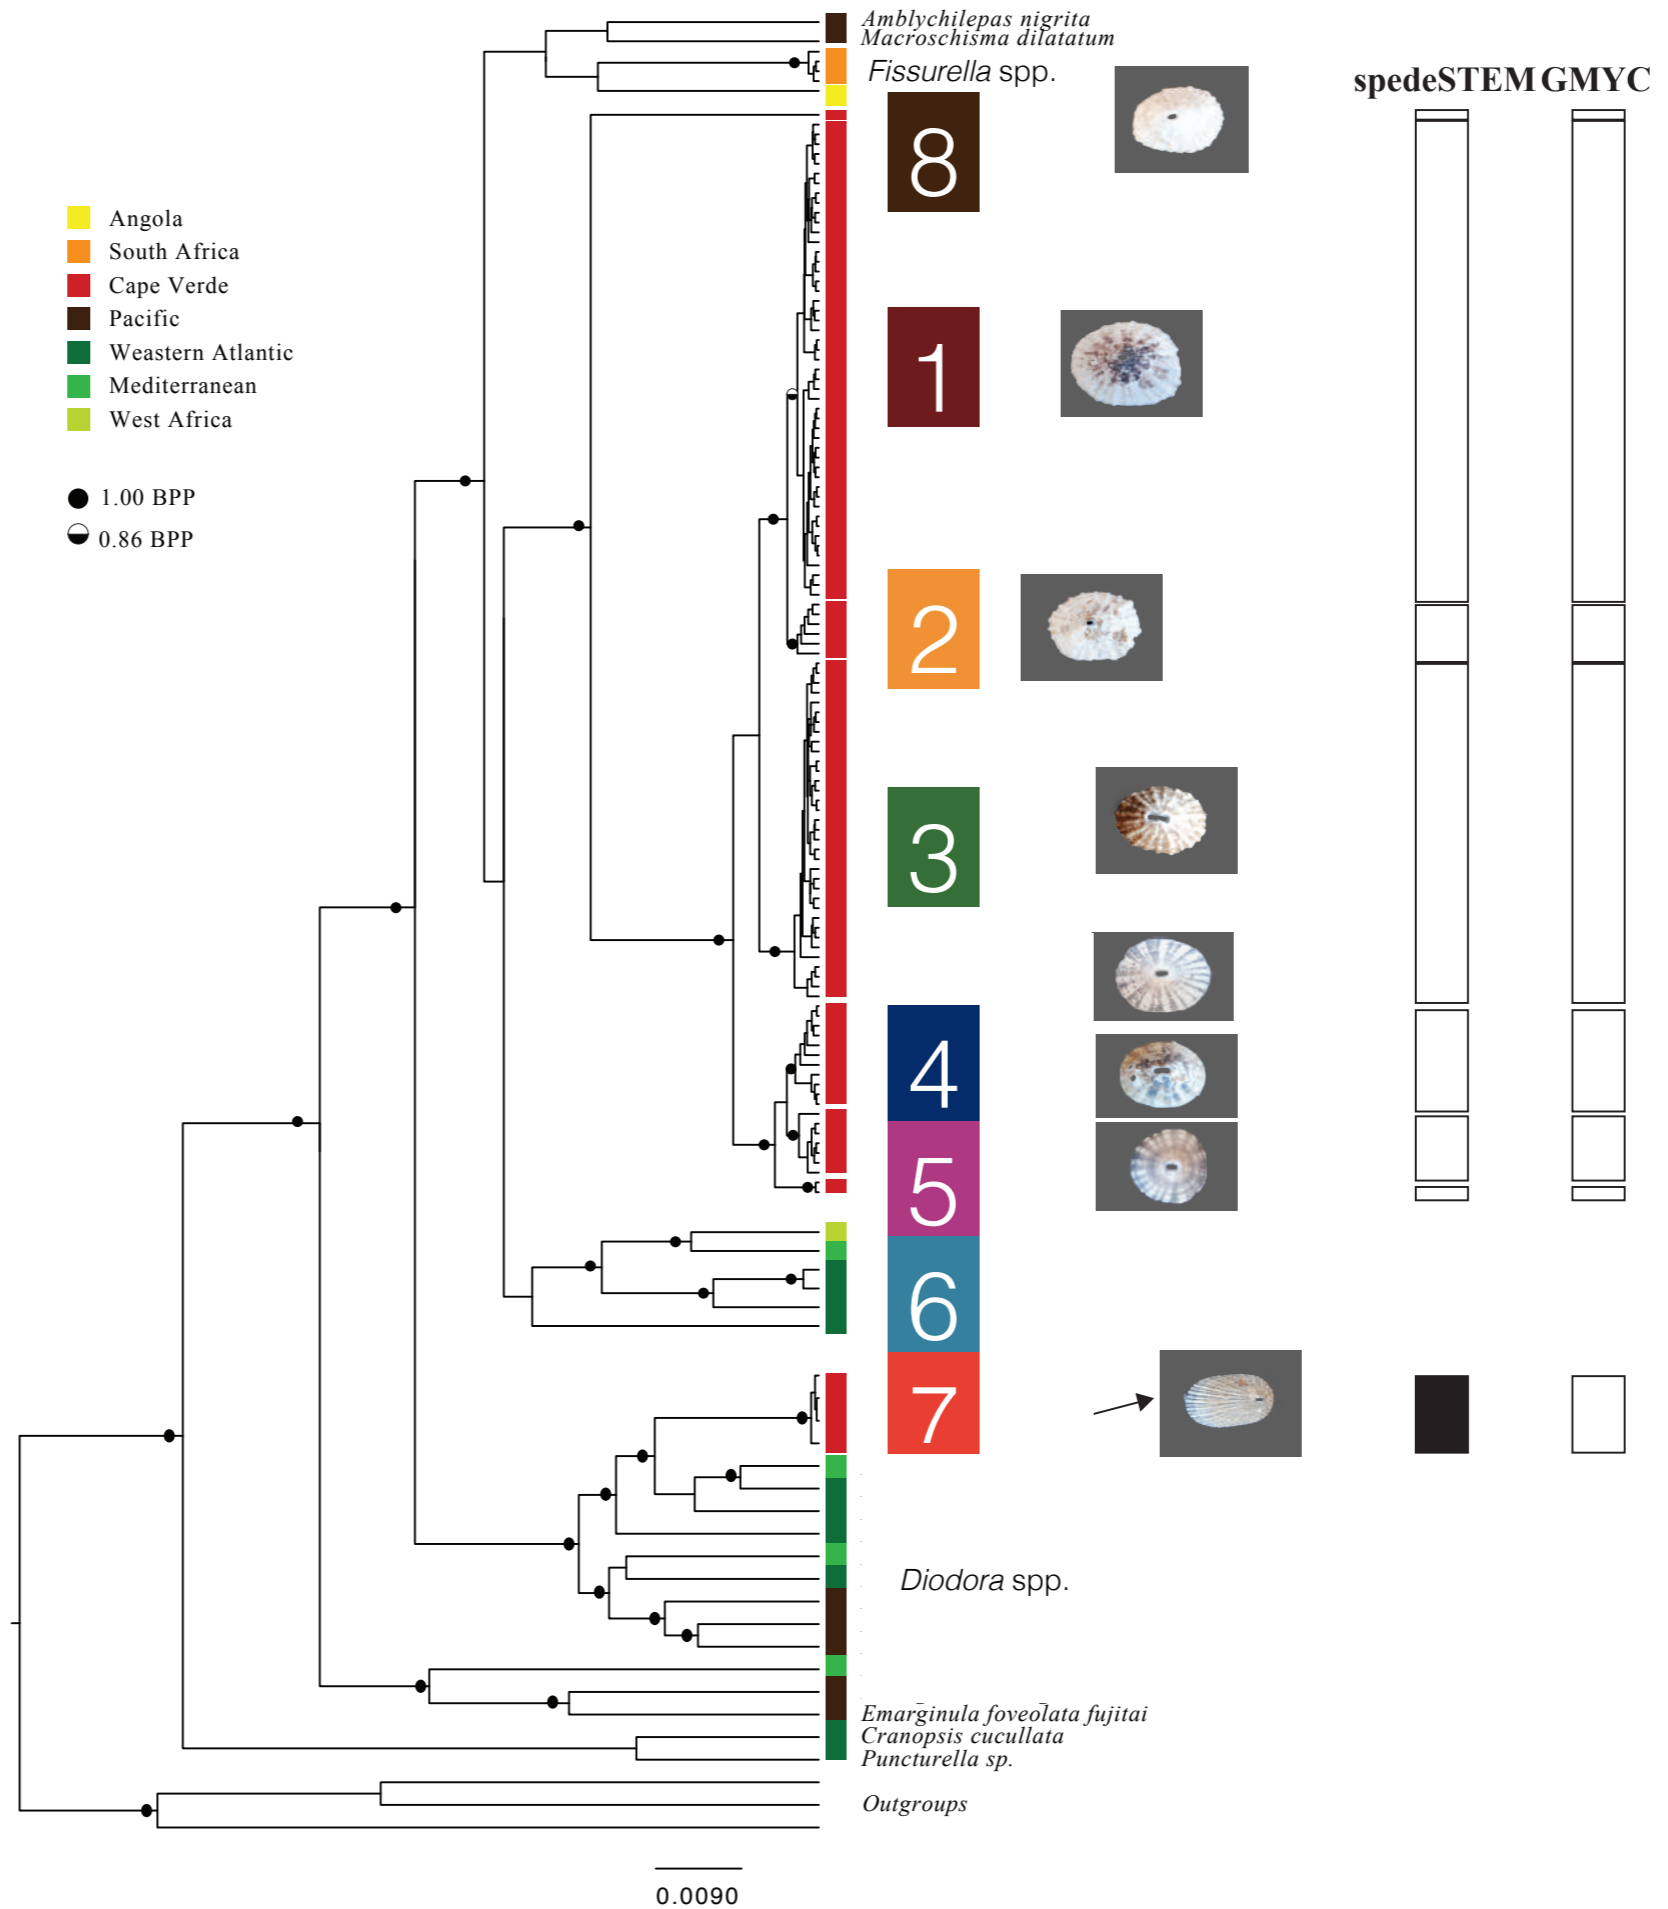 Amblychilepas nigrita
Macroschisma dilatatum
Fissurella spp.
spedeSTEM GMYC
8
Angola
South Africa
Cape Verde
Pacific
Weastern Atlantic
Mediterranean
West Africa
1
1.00 BPP
0.86 BPP
2
3
4
5
6
7
Diodora spp.
Emarginula foveolata fujitai
Cranopsis cucullata
Puncturella sp.
Outgroups
0.0090